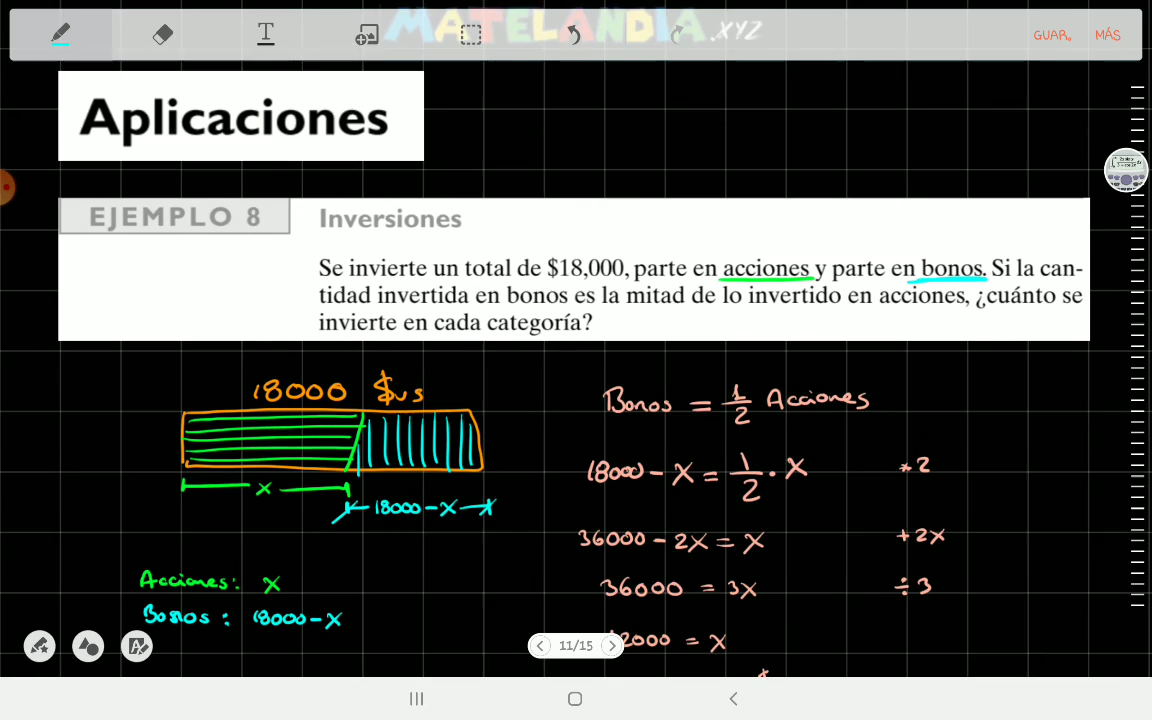 MATELANDIA.XYZ
T
GUAR. MÁS
Aplicaciones
EJEMPLO 8 Inversiones
Se invierte un total de $18,000, parte en acciones y parte en bonos. Si la can-
tidad invertida en bonos es la mitad de lo invertido en acciones, ¿cuánto se
invierte en cada categoría?
18000 $us
x
18000-x
Acciones: x
Bonos: 18000-x
Bonos = 1/2 Acciones
18000 - x = 1/2 · x *2
36000 - 2x = x +2x
36000 = 3x ÷3
2000 = x
11/15